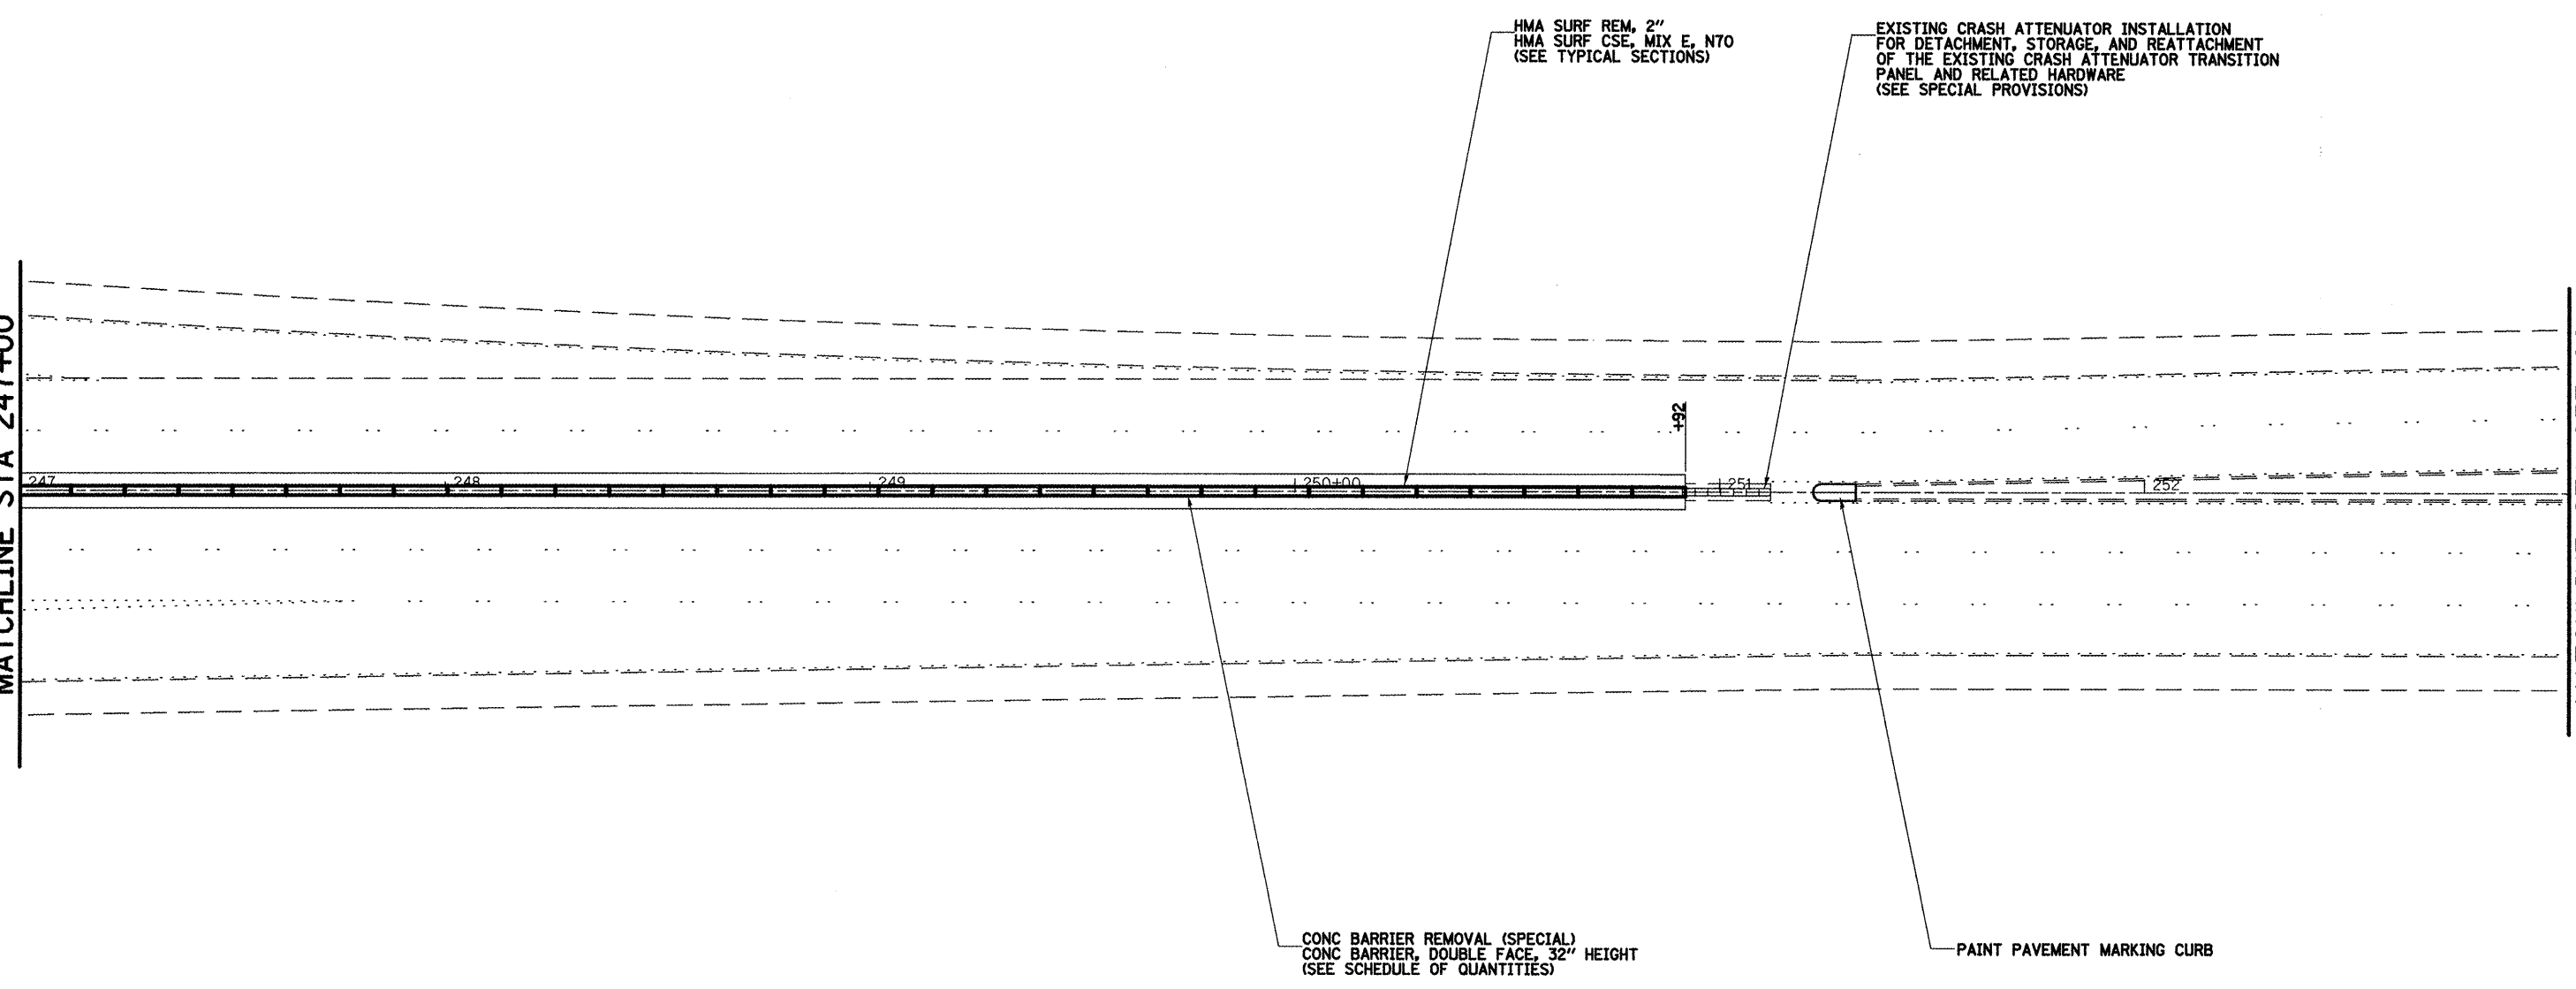 HMA SURF REM, 2"
HMA SURF CSE, MIX E, N70
(SEE TYPICAL SECTIONS)
EXISTING CRASH ATTENUATOR INSTALLATION
FOR DETACHMENT, STORAGE, AND REATTACHMENT
OF THE EXISTING CRASH ATTENUATOR TRANSITION
PANEL AND RELATED HARDWARE
(SEE SPECIAL PROVISIONS)
MATCHLINE STA 247+00
+92
247
248
249
250+00
251
252
CONC BARRIER REMOVAL (SPECIAL)
CONC BARRIER, DOUBLE FACE, 32" HEIGHT
(SEE SCHEDULE OF QUANTITIES)
PAINT PAVEMENT MARKING CURB